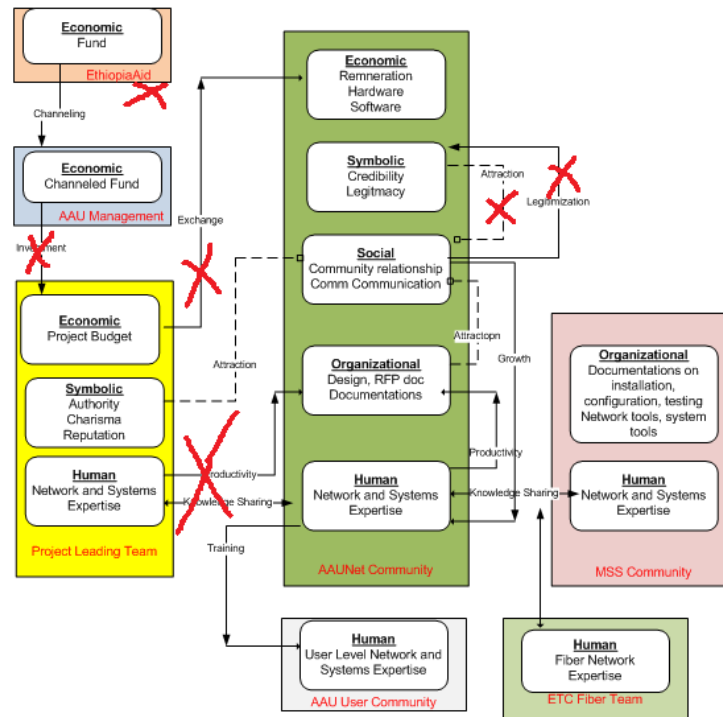 Economic
Fund
EthiopiaAid
Channeling
Economic
Channeled Fund
AAU Management
Investment
Economic
Project Budget
Symbolic
Authority
Charisma
Reputation
Human
Network and Systems
Expertise
Project Leading Team
Exchange
Attraction
Productivity
Knowledge Sharing
Training
Economic
Remneration
Hardware
Software
Symbolic
Credibility
Legitmacy
Attraction
Legitimization
Social
Community relationship
Comm Communication
Attractopn
Growth
Organizational
Design, RFP doc
Documentations
Productivity
Human
Network and Systems
Expertise
AAUNet Community
Knowledge Sharing
Organizational
Documentations on
installation,
configuration, testing
Network tools, system
tools
Human
Network and Systems
Expertise
MSS Community
Human
User Level Network and
Systems Expertise
AAU User Community
Human
Fiber Network
Expertise
ETC Fiber Team